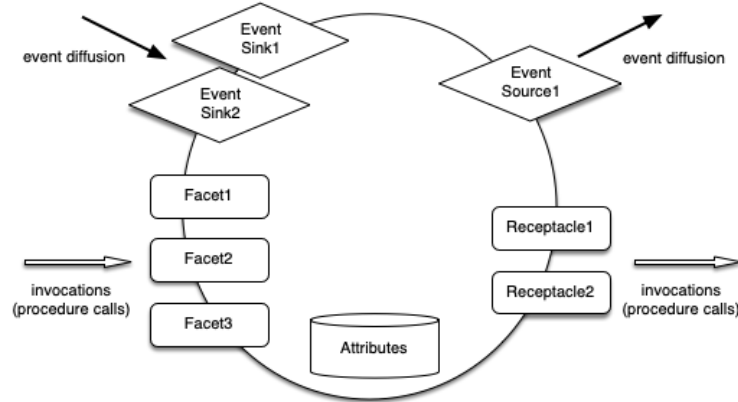 event diffusion
Event
Sink1
Event
Sink2
Event
Source1
event diffusion
Facet1
Facet2
Facet3
invocations
(procedure calls)
Receptacle1
Receptacle2
invocations
(procedure calls)
Attributes